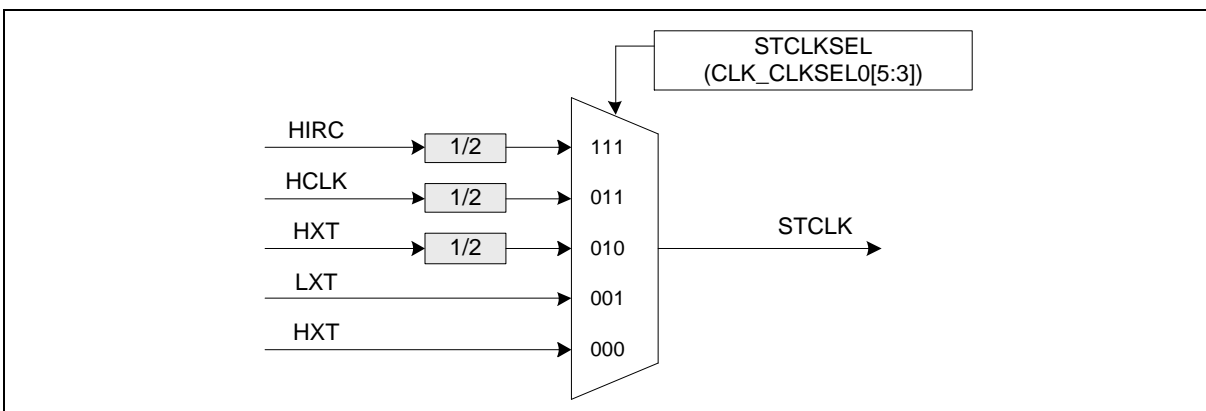 STCLKSEL
(CLK_CLKSEL0[5:3])
HIRC
1/2
111
HCLK
1/2
011
HXT
1/2
010
STCLK
LXT
001
HXT
000